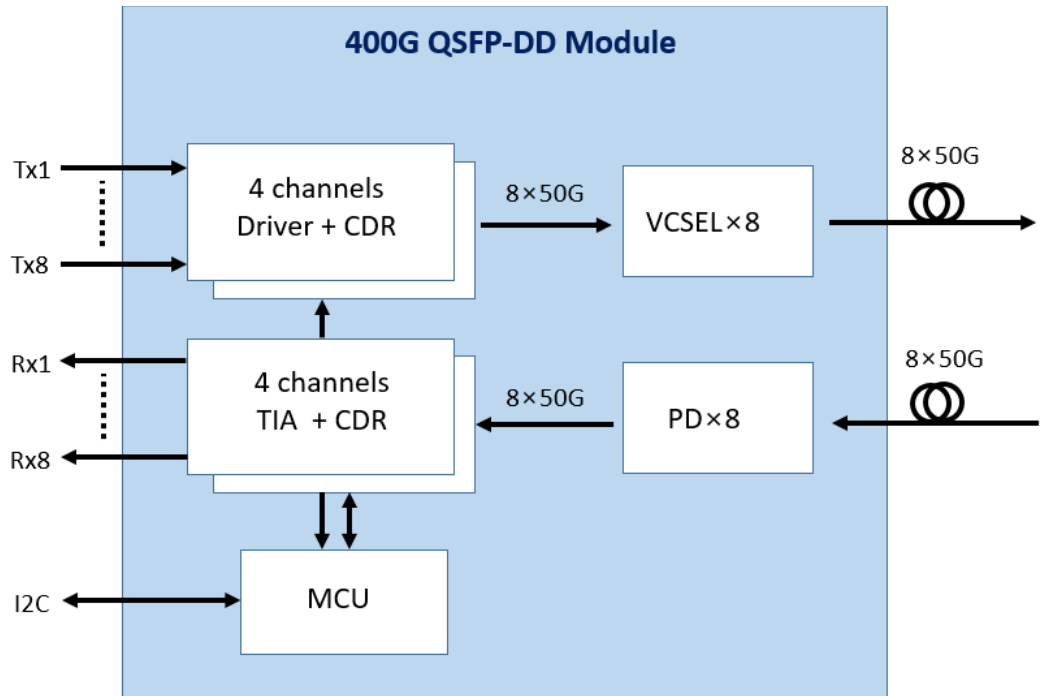 400G QSFP-DD Module
Tx1
Tx8
4 channels
Driver + CDR
8×50G
VCSEL×8
8×50G
Rx1
Rx8
4 channels
TIA + CDR
8×50G
PD×8
8×50G
I2C
MCU